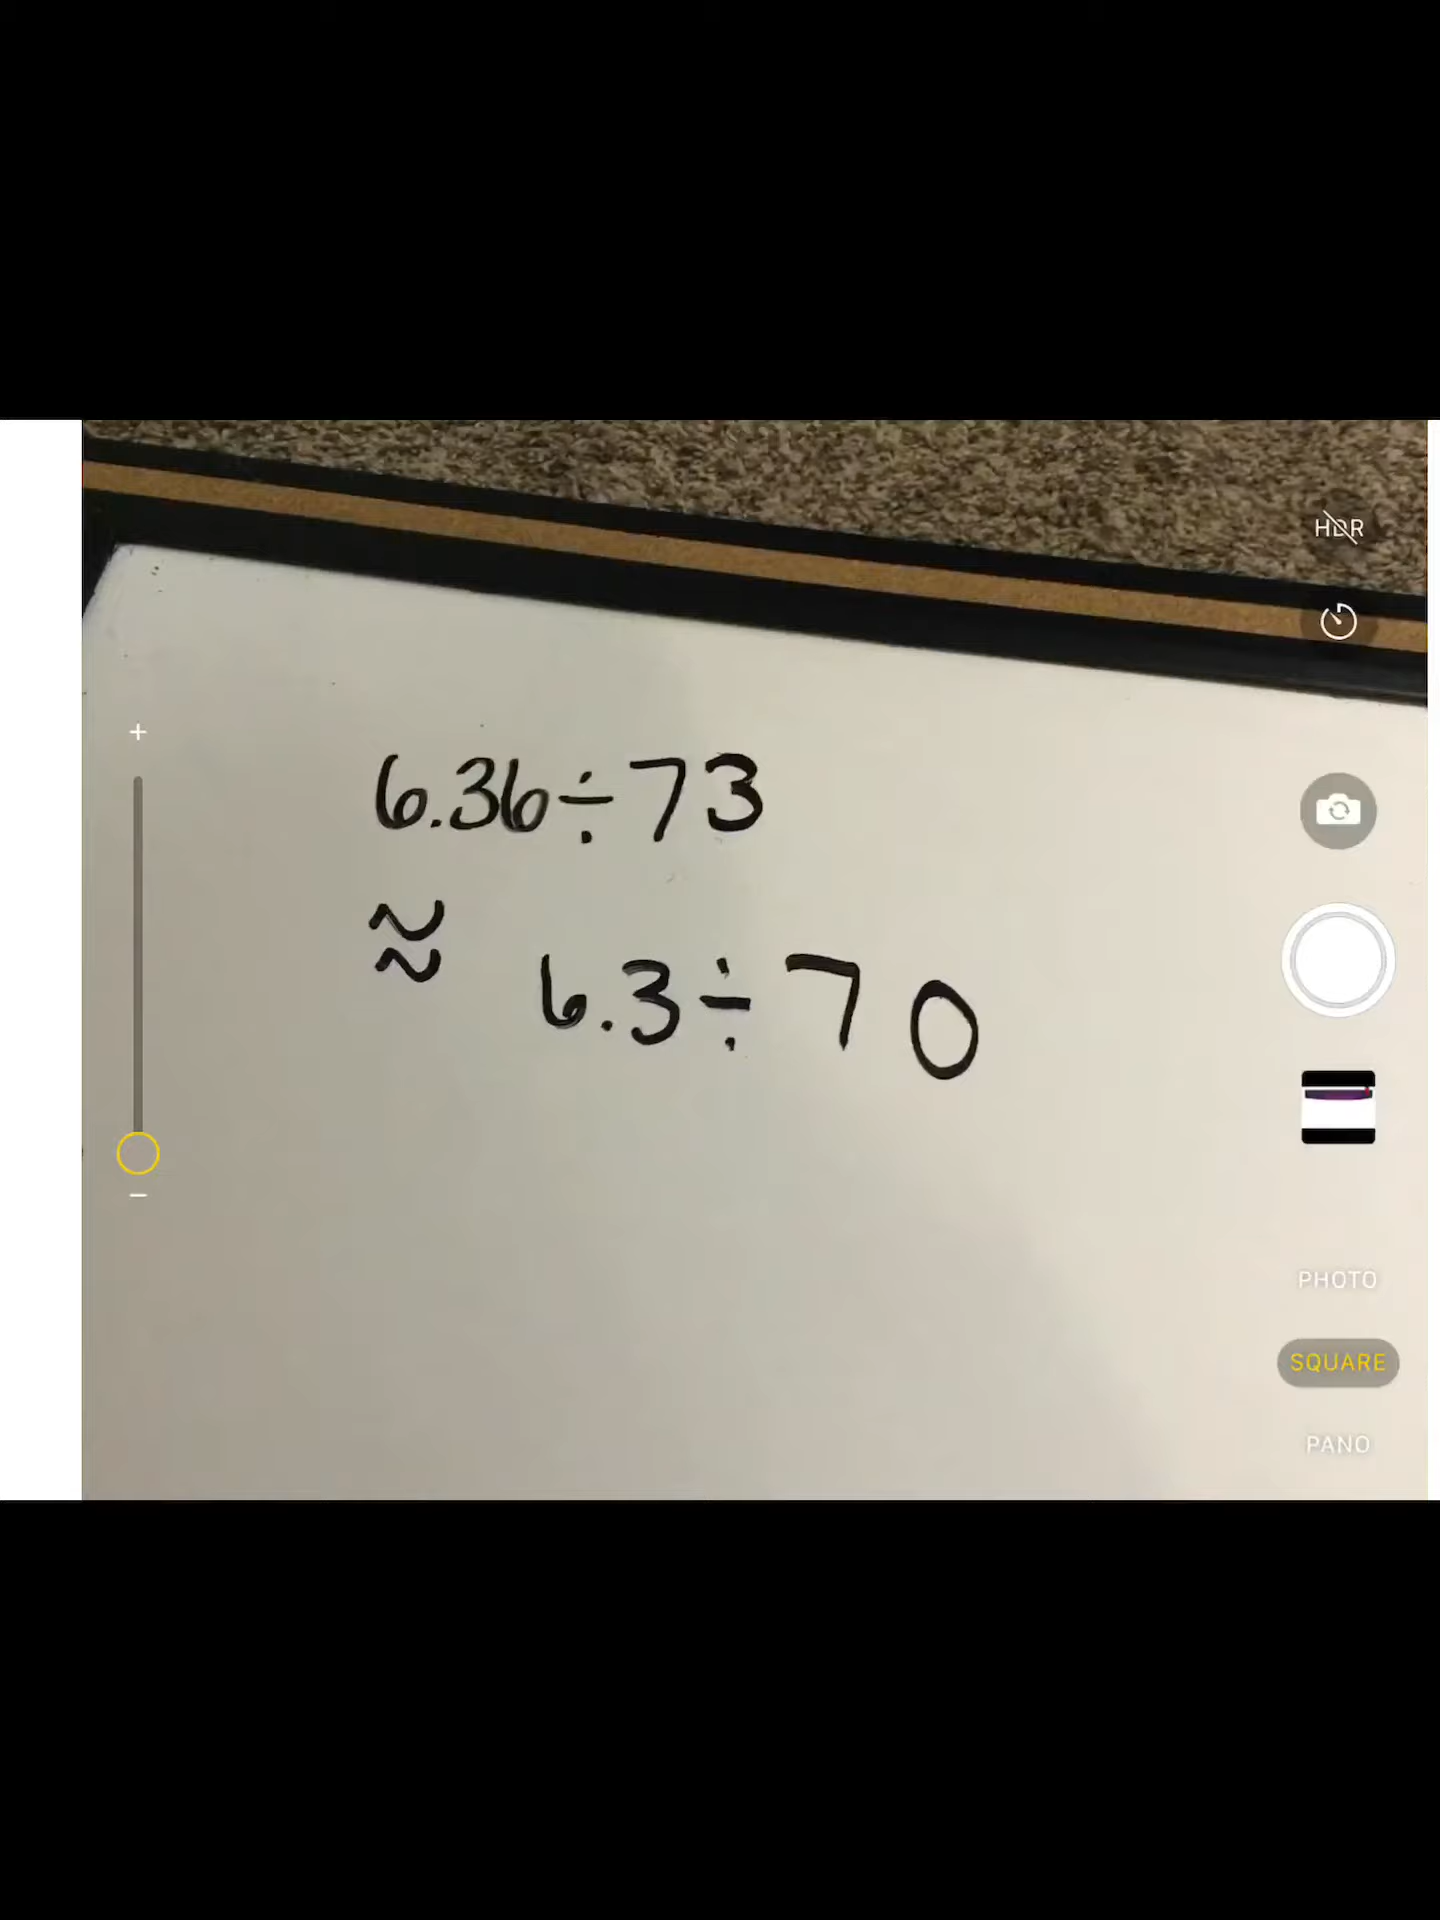 HDR
+
6.36÷73
≈ 6.3÷70
−
PHOTO
SQUARE
PANO